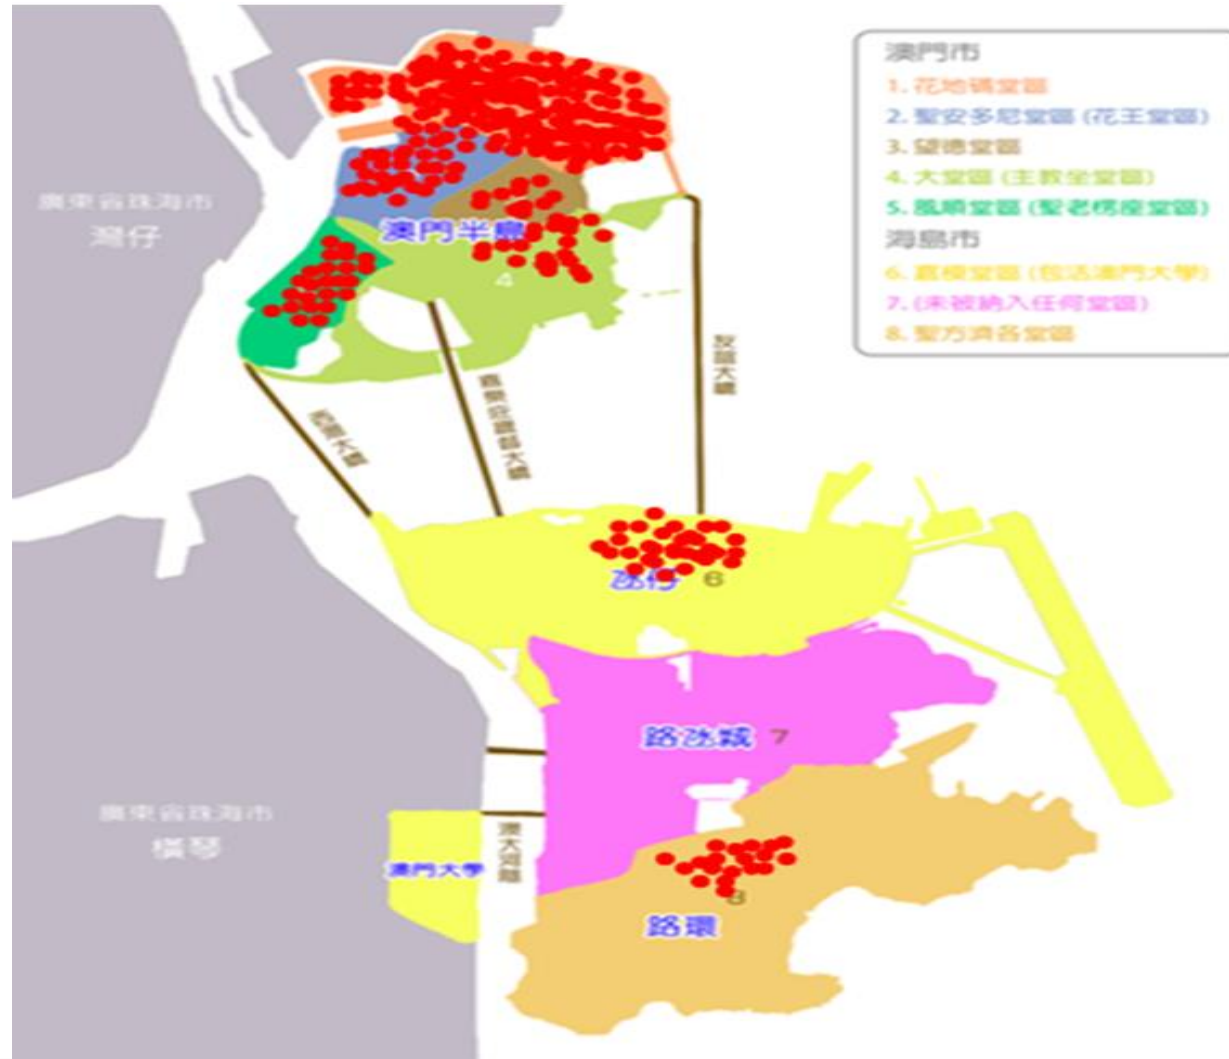 澳門市
1. 花地瑪堂區
2. 聖安多尼堂區 (花王堂區)
3. 望德堂區
4. 大堂區 (主教坐堂區)
5. 風順堂區 (聖老楞座堂區)
海島市
6. 嘉模堂區 (包活澳門大學)
7. (未被納入任何堂區)
8. 聖方濟各堂區
廣東省珠海市
灣仔
澳門半島
4
友誼大橋
嘉樂庇總督大橋
西灣大橋
氹仔 6
路氹城 7
廣東省珠海市
橫琴
澳門大學
澳大河隧
8
路環